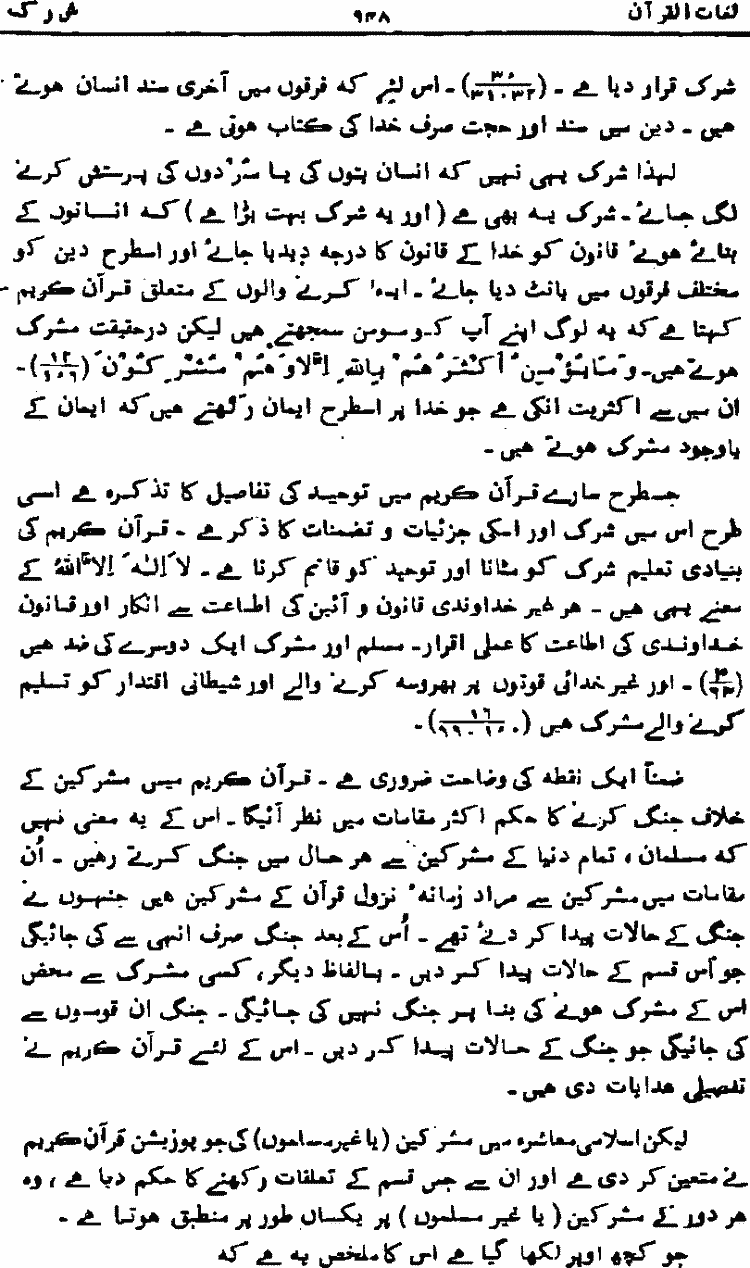 لغات القرآن ۹۳۸ ش ر ک
شرک قرار دیا ہے ۔ (۳۰/۳۱،۳۲)۔ اس لئے کہ فرقوں میں آخری سند انسان ہوتے
ہیں ۔ دین میں سند اور حجت صرف خدا کی کتاب ہوتی ہے ۔
لہذا شرک یہی نہیں کہ انسان بتوں کی یا مُردوں کی پرستش کرنے
لگ جائے ۔ شرک یہ بھی ہے (اور یہ شرک بہت بڑا ہے) کہ انسانوں کے
بنائے ہوئے قانون کو خدا کے قانون کا درجہ دیدیا جائے اور اسطرح دین کو
مختلف فرقوں میں بانٹ دیا جائے ۔ ایسا کرنے والوں کے متعلق قرآن کریم
کہتا ہے کہ یہ لوگ اپنے آپ کو مومن سمجھتے ہیں لیکن درحقیقت مشرک
ہوتے ہیں۔ وَمَا یُؤْمِنُ اَکْثَرُھُمْ بِاللہِ اِلَّا وَھُمْ مُشْرِکُوْنَ (۱۲/۱۰۶)۔
ان میں سے اکثریت انکی ہے جو خدا پر اسطرح ایمان رکھتے ہیں کہ ایمان کے
باوجود مشرک ہوتے ہیں ۔
جسطرح سارے قرآن کریم میں توحید کی تفاصیل کا تذکرہ ہے اسی
طرح اس میں شرک اور اسکی جزئیات و تضمنات کا ذکر ہے ۔ قرآن کریم کی
بنیادی تعلیم شرک کو مٹانا اور توحید کو قائم کرنا ہے ۔ لَا اِلٰہَ اِلَّا اللہُ کے
معنے یہی ہیں ۔ ہر غیر خداوندی قانون و آئین کی اطاعت سے انکار اور قانون
خداوندی کی اطاعت کا عملی اقرار۔ مسلم اور مشرک ایک دوسرے کی ضد ہیں
(۳/۹۴)۔ اور غیر خدائی قوتوں پر بھروسہ کرنے والے اور شیطانی اقتدار کو تسلیم
کرنے والے مشرک ہیں (۱۶/۹۹،۱۰۰)۔
ضمناً ایک نقطہ کی وضاحت ضروری ہے ۔ قرآن کریم میں مشرکین کے
خلاف جنگ کرنے کا حکم اکثر مقامات میں نظر آئیگا ۔ اس کے یہ معنی نہیں
کہ مسلمان ، تمام دنیا کے مشرکین سے ہر حال میں جنگ کرتے رہیں ۔ اُن
مقامات میں مشرکین سے مراد زمانہٴ نزول قرآن کے مشرکین ہیں جنہوں نے
جنگ کے حالات پیدا کر دئے تھے ۔ اُس کے بعد جنگ صرف انہی سے کی جائیگی
جو اُس قسم کے حالات پیدا کر دیں ۔ بالفاظ دیگر ، کسی مشرک سے محض
اس کے مشرک ہونے کی بنا پر جنگ نہیں کی جائیگی ۔ جنگ ان قوموں سے
کی جائیگی جو جنگ کے حالات پیدا کر دیں ۔ اس کے لئے قرآن کریم نے
تفصیلی ہدایات دی ہیں ۔
لیکن اسلامی معاشرہ میں مشرکین (یا غیر مسلموں) کی جو پوزیشن قرآن کریم
نے متعین کر دی ہے اور ان سے جس قسم کے تعلقات رکھنے کا حکم دیا ہے ، وہ
ہر دور کے مشرکین (یا غیر مسلموں) پر یکساں طور پر منطبق ہوتا ہے ۔
جو کچھ اوپر لکھا گیا ہے اس کا ملخص یہ ہے کہ